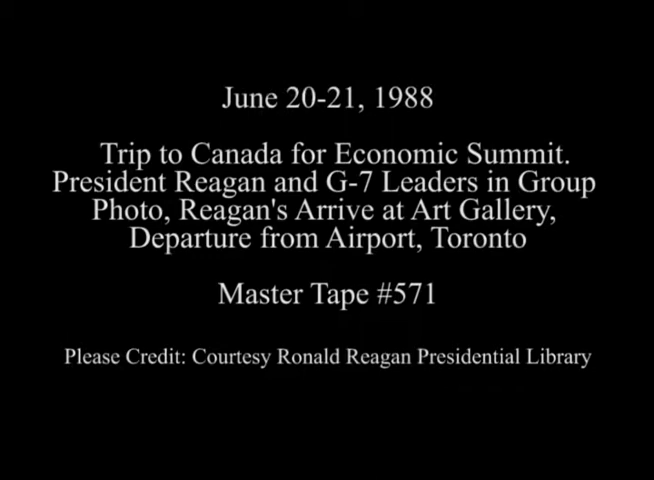 June 20-21, 1988
Trip to Canada for Economic Summit.
President Reagan and G-7 Leaders in Group
Photo, Reagan's Arrive at Art Gallery,
Departure from Airport, Toronto
Master Tape #571
Please Credit: Courtesy Ronald Reagan Presidential Library